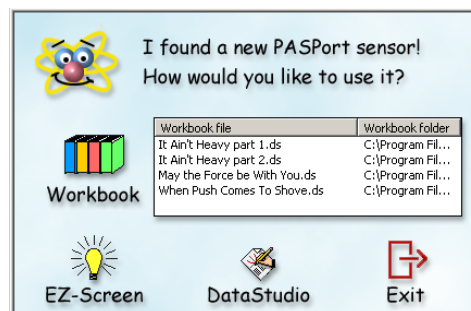 I found a new PASPort sensor!
How would you like to use it?
Workbook file Workbook folder
It Ain't Heavy part 1.ds C:\Program Fil...
It Ain't Heavy part 2.ds C:\Program Fil...
May the Force be With You.ds C:\Program Fil...
When Push Comes To Shove.ds C:\Program Fil...
Workbook
EZ-Screen DataStudio Exit